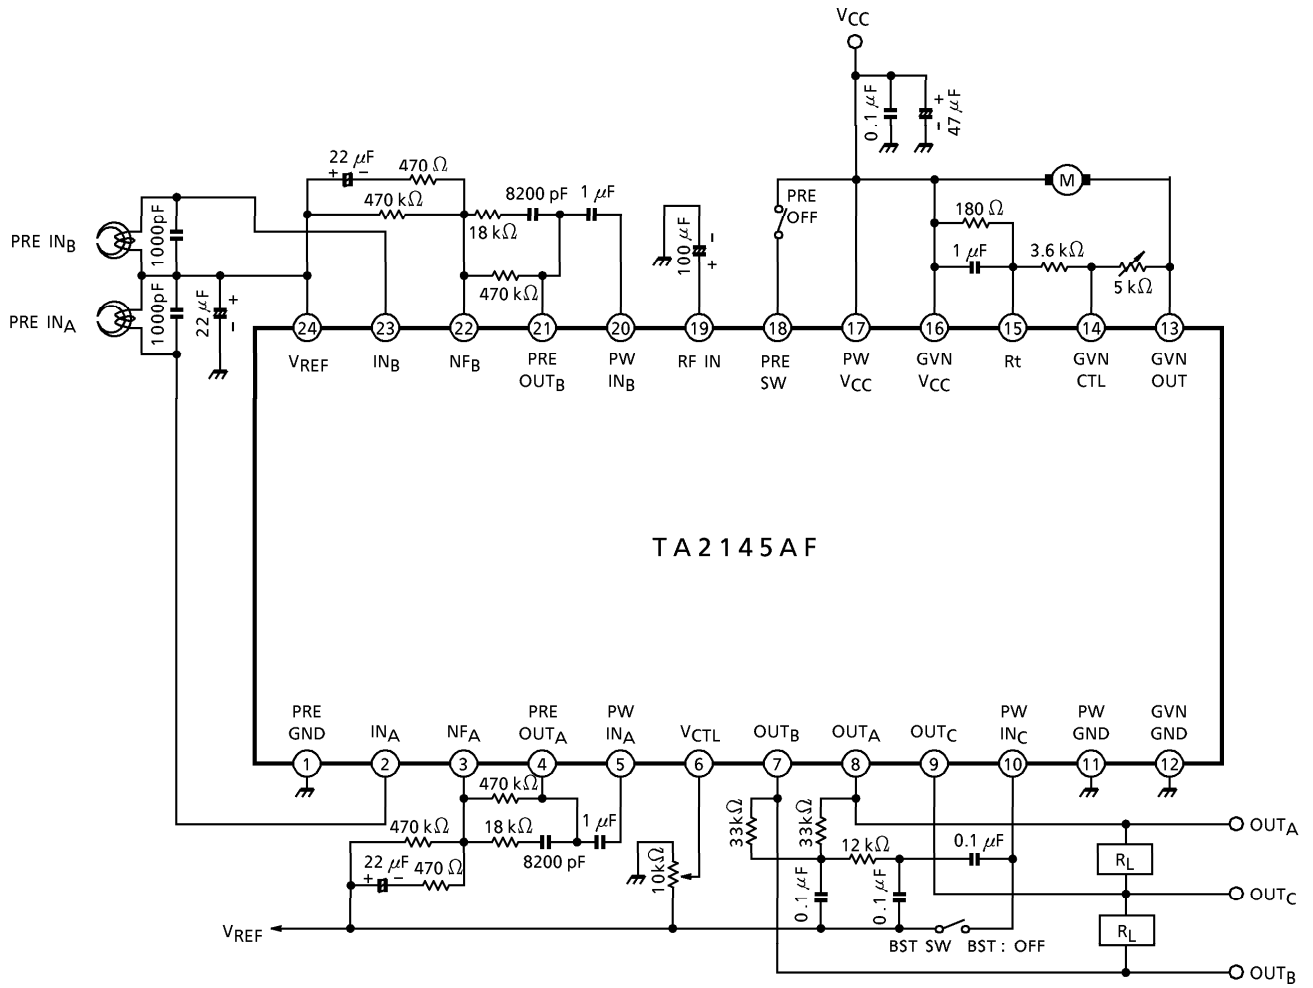 VCC
0.1 μF
+
-
47 μF
22 μF
+ -
470 Ω
470 kΩ
8200 pF
1 μF
18 kΩ
470 kΩ
100 μF
-
+
PRE
OFF
M
180 Ω
1 μF
3.6 kΩ
5 kΩ
PRE INB
1000pF
PRE INA
1000pF
22 μF
+
-
24
23
22
21
20
19
18
17
16
15
14
13
VREF
INB
NFB
PRE
OUTB
PW
INB
RF IN
PRE
SW
PW
VCC
GVN
VCC
Rt
GVN
CTL
GVN
OUT
TA2145AF
PRE
GND
INA
NFA
PRE
OUTA
PW
INA
VCTL
OUTB
OUTA
OUTC
PW
INC
PW
GND
GVN
GND
1
2
3
4
5
6
7
8
9
10
11
12
470 kΩ
470 kΩ
18 kΩ
1 μF
8200 pF
22 μF
+ -
470 Ω
10kΩ
33kΩ
33kΩ
12 kΩ
0.1 μF
0.1 μF
0.1 μF
VREF
BST SW
BST : OFF
RL
RL
OUTA
OUTC
OUTB